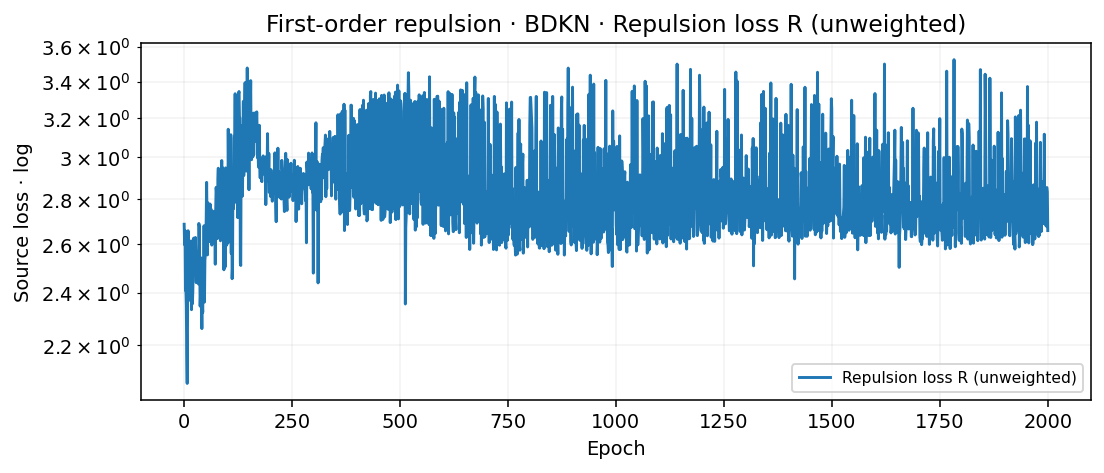 First-order repulsion · BDKN · Repulsion loss R (unweighted)
Source loss · log
3.6 × 10⁰
3.4 × 10⁰
3.2 × 10⁰
3 × 10⁰
2.8 × 10⁰
2.6 × 10⁰
2.4 × 10⁰
2.2 × 10⁰
Repulsion loss R (unweighted)
0 250 500 750 1000 1250 1500 1750 2000
Epoch